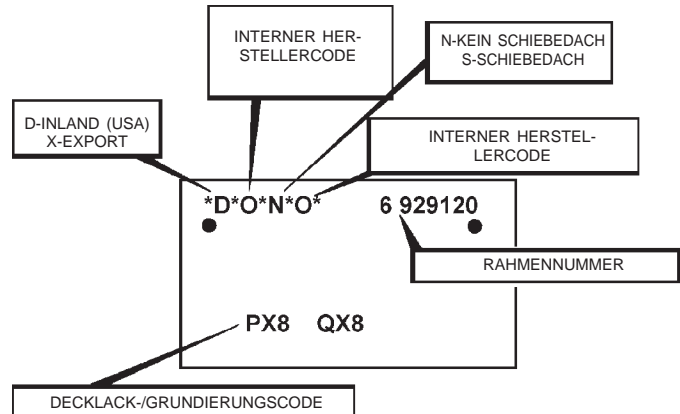 INTERNER HER-
STELLERCODE
N-KEIN SCHIEBEDACH
S-SCHIEBEDACH
D-INLAND (USA)
X-EXPORT
INTERNER HERSTEL-
LERCODE
*D*O*N*O* 6 929120
RAHMENNUMMER
PX8 QX8
DECKLACK-/GRUNDIERUNGSCODE